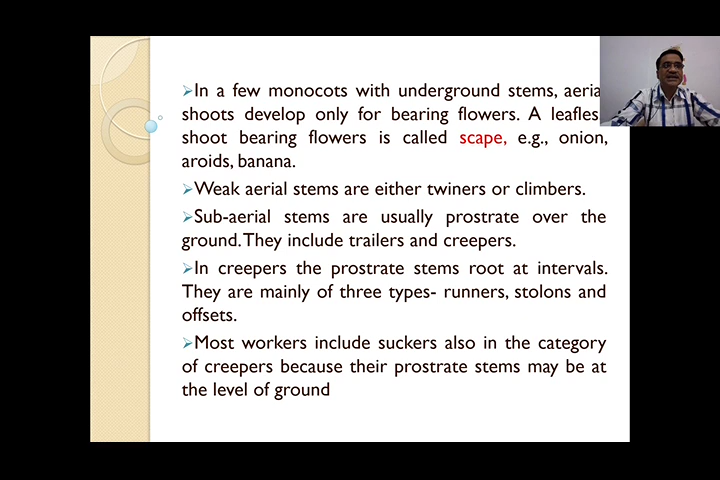 ➢In a few monocots with underground stems, aeria
shoots develop only for bearing flowers. A leafles
shoot bearing flowers is called scape, e.g., onion,
aroids, banana.
➢Weak aerial stems are either twiners or climbers.
➢Sub-aerial stems are usually prostrate over the
ground. They include trailers and creepers.
➢In creepers the prostrate stems root at intervals.
They are mainly of three types- runners, stolons and
offsets.
➢Most workers include suckers also in the category
of creepers because their prostrate stems may be at
the level of ground